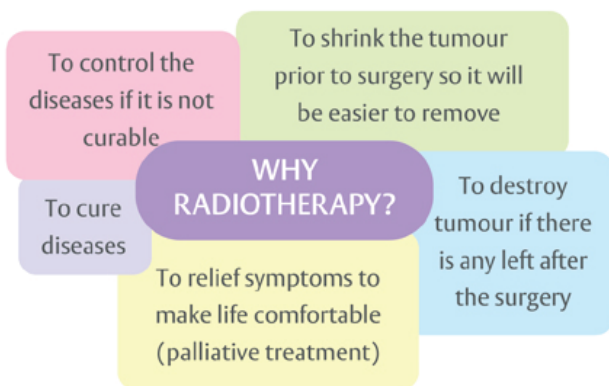 To control the
diseases if it is not
curable
To shrink the tumour
prior to surgery so it will
be easier to remove
WHY
RADIOTHERAPY?
To cure
diseases
To destroy
tumour if there
is any left after
the surgery
To relief symptoms to
make life comfortable
(palliative treatment)